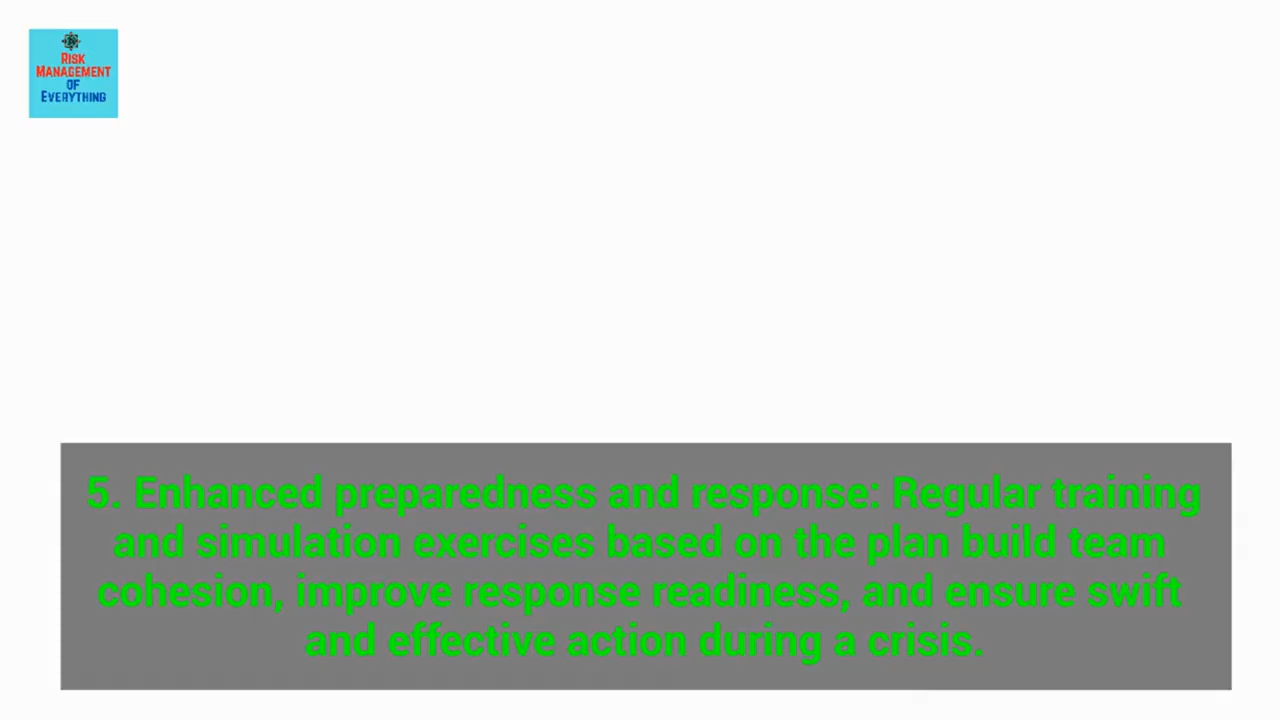 RISK
MANAGEMENT
OF
EVERYTHING
5. Enhanced preparedness and response: Regular training
and simulation exercises based on the plan build team
cohesion, improve response readiness, and ensure swift
and effective action during a crisis.